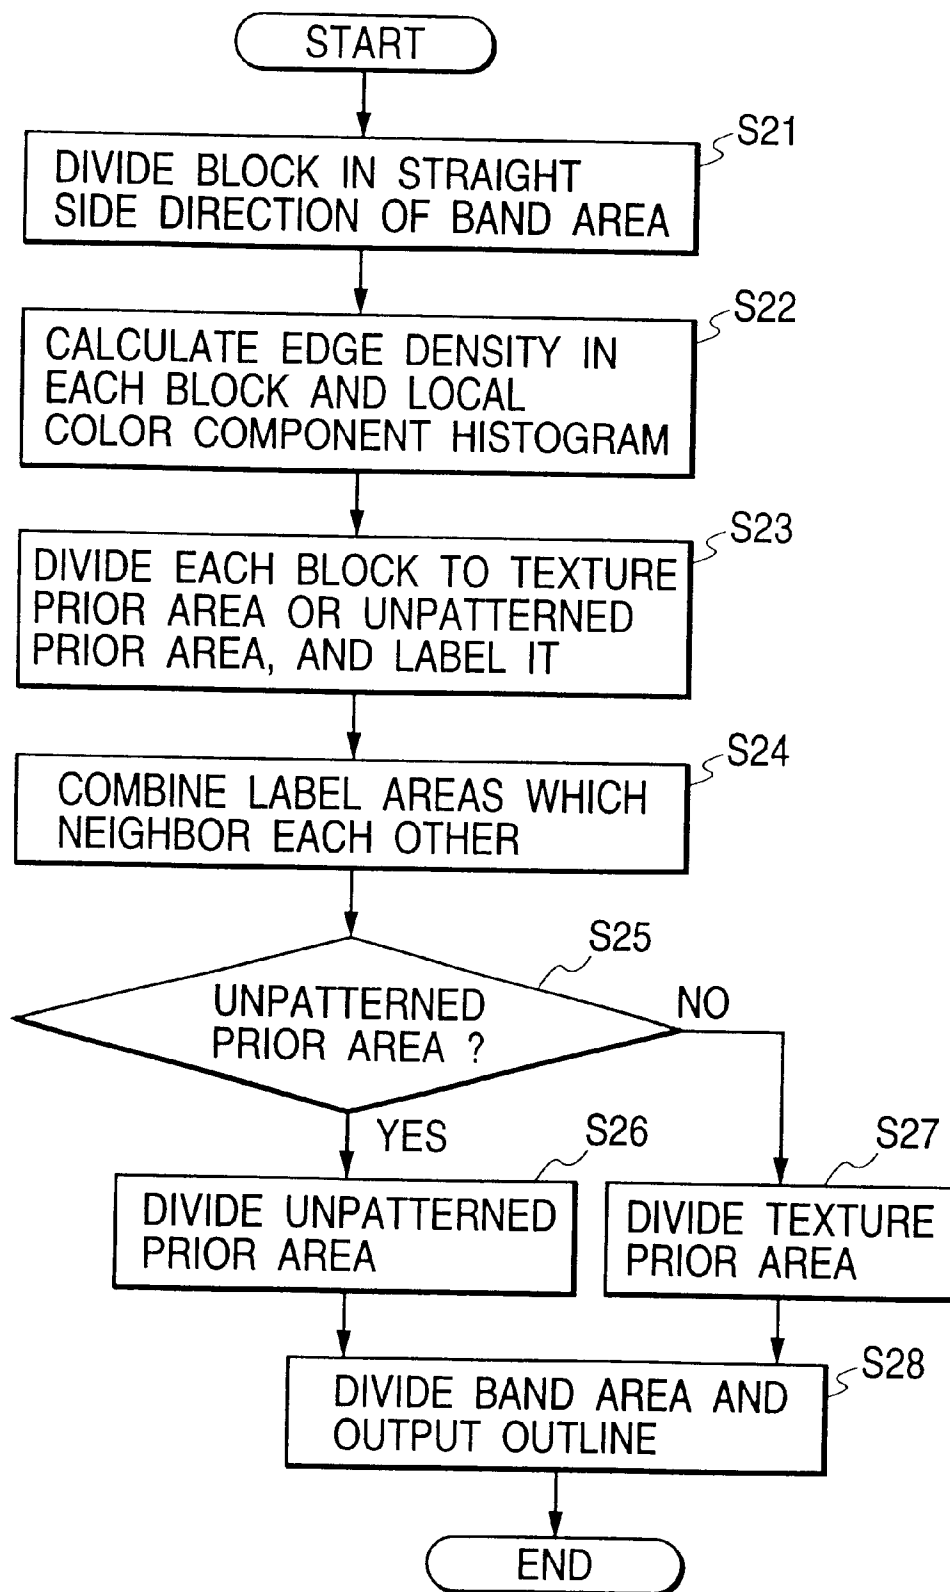 START
S21
DIVIDE BLOCK IN STRAIGHT
SIDE DIRECTION OF BAND AREA
S22
CALCULATE EDGE DENSITY IN
EACH BLOCK AND LOCAL
COLOR COMPONENT HISTOGRAM
S23
DIVIDE EACH BLOCK TO TEXTURE
PRIOR AREA OR UNPATTERNED
PRIOR AREA, AND LABEL IT
S24
COMBINE LABEL AREAS WHICH
NEIGHBOR EACH OTHER
S25
UNPATTERNED
PRIOR AREA ?
NO
YES
S26
DIVIDE UNPATTERNED
PRIOR AREA
S27
DIVIDE TEXTURE
PRIOR AREA
S28
DIVIDE BAND AREA AND
OUTPUT OUTLINE
END